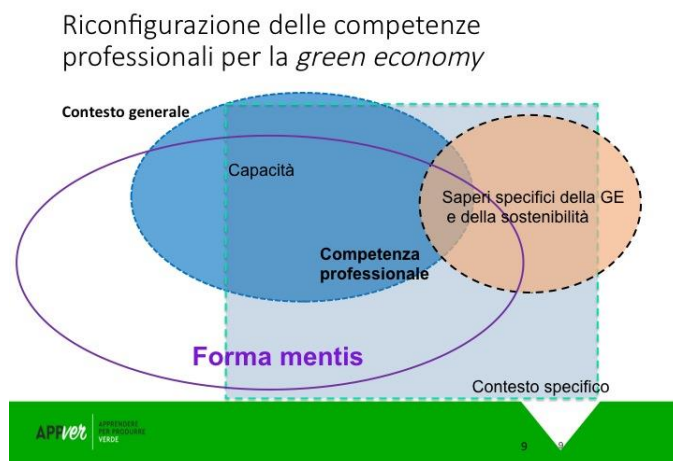 Riconfigurazione delle competenze
professionali per la green economy
Contesto generale
Capacità
Saperi specifici della GE
e della sostenibilità
Competenza
professionale
Forma mentis
Contesto specifico
APPVER
APPRENDERE
PER PRODURRE
VERDE
9
9